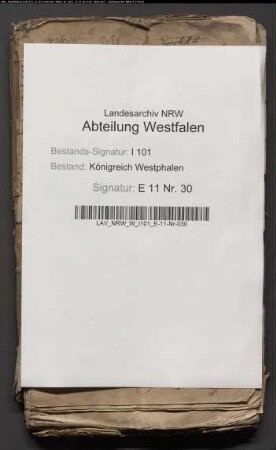 Landesarchiv NRW
Abteilung Westfalen
Bestands-Signatur: I 101
Bestand: Königreich Westphalen
Signatur: E 11 Nr. 30
LAV_NRW_W_I101_E-11-Nr-030